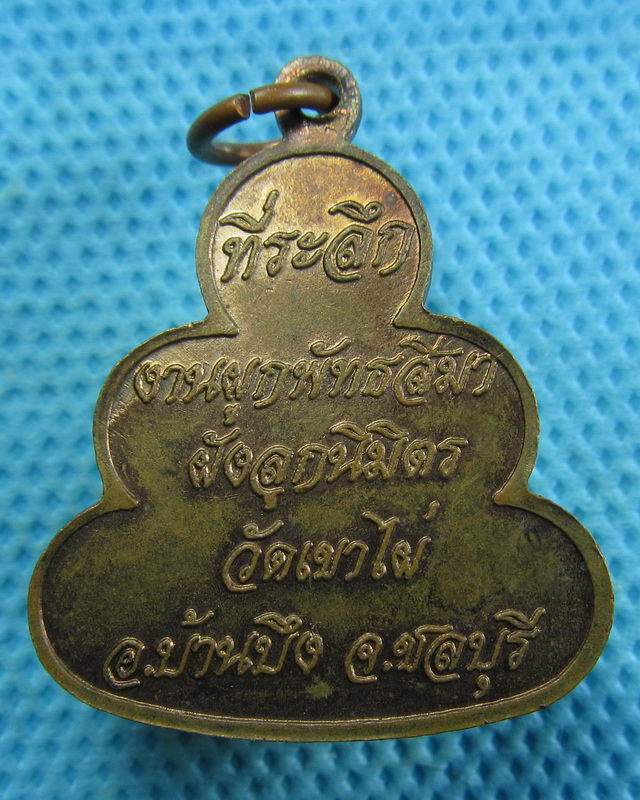 ที่ระลึก
งานผูกพัทธสีมา
ฝังลูกนิมิตร
วัดเขาไผ่
อ.บ้านบึง จ.ชลบุรี